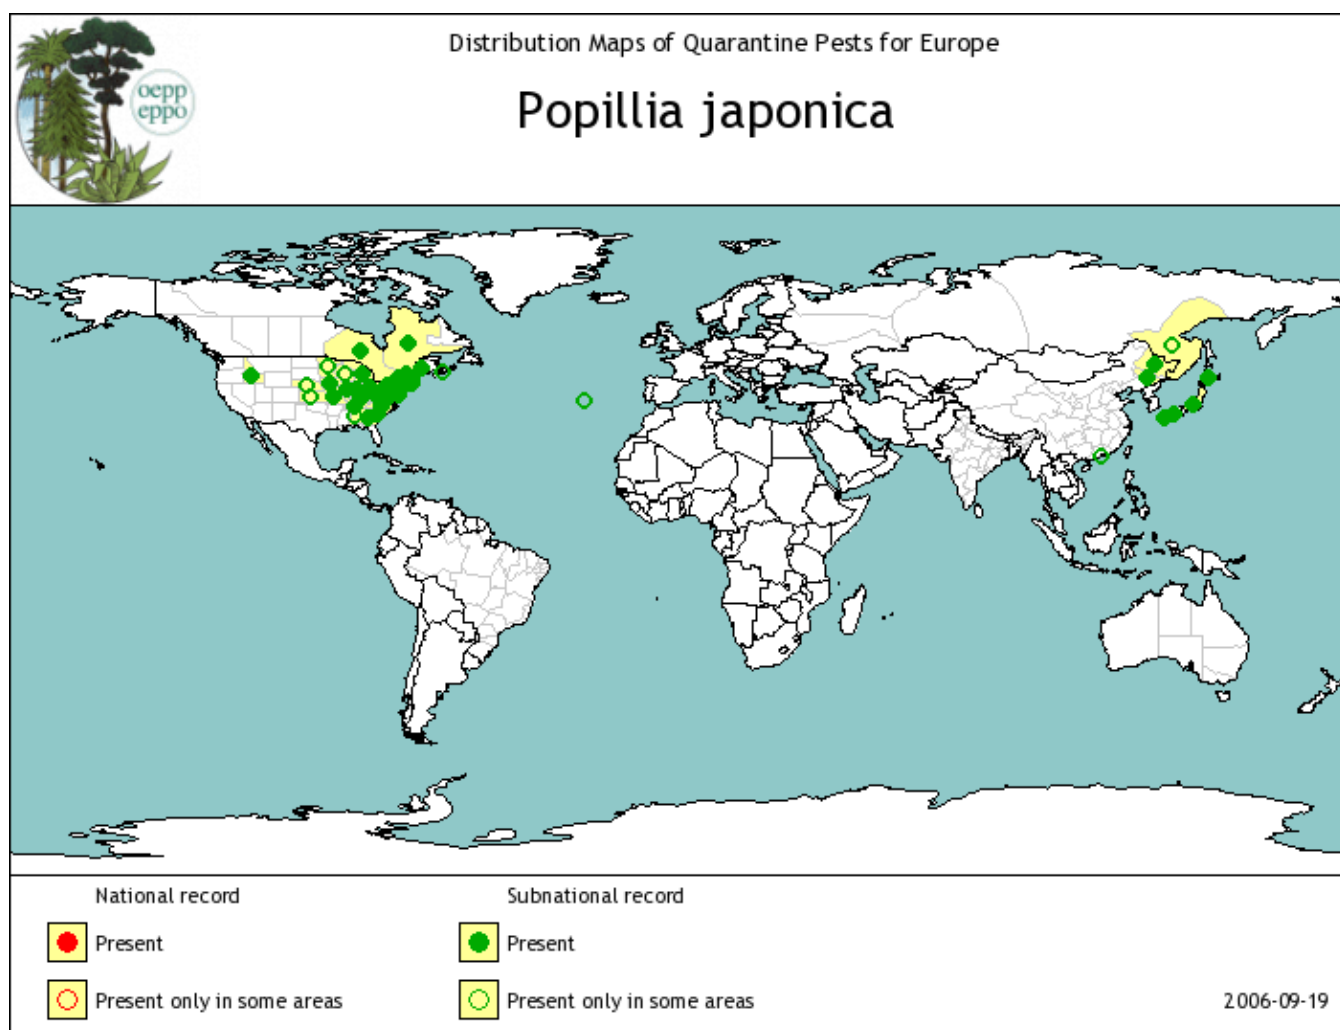 oepp
eppo
Distribution Maps of Quarantine Pests for Europe
Popillia japonica
National record
Subnational record
Present
Present
Present only in some areas
Present only in some areas
2006-09-19